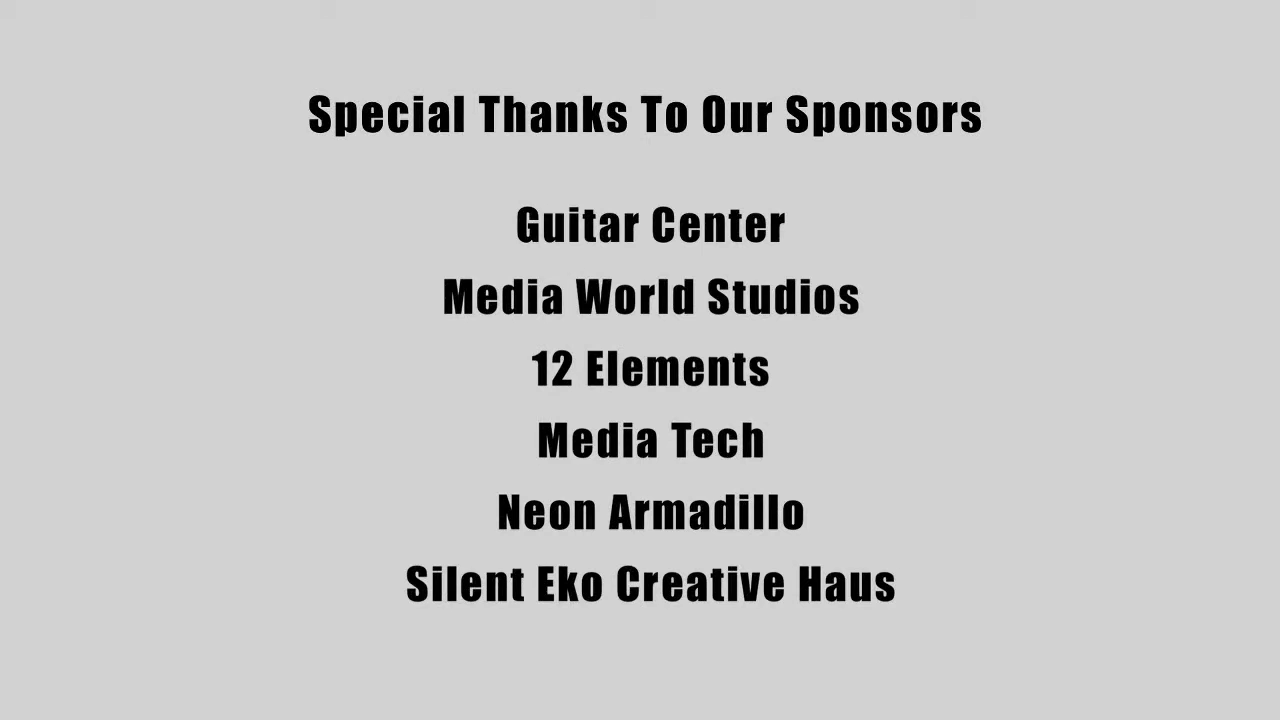 Special Thanks To Our Sponsors
Guitar Center
Media World Studios
12 Elements
Media Tech
Neon Armadillo
Silent Eko Creative Haus